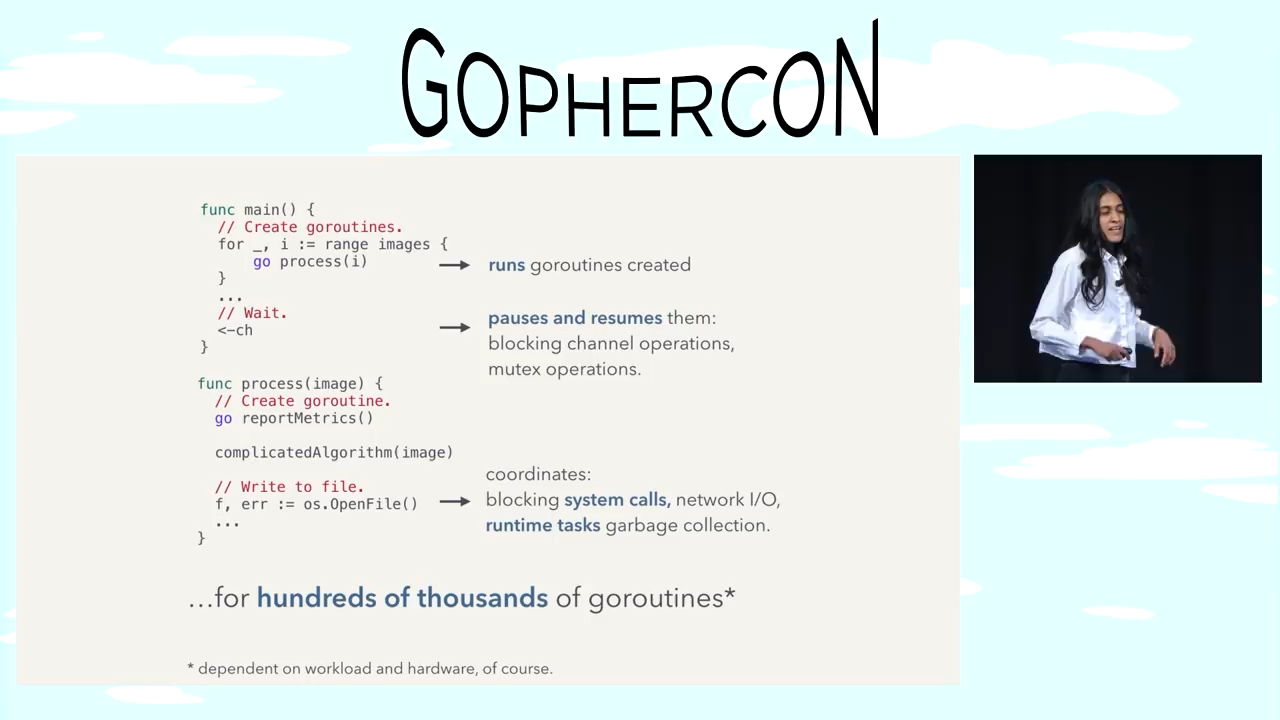 GOPHERCON
func main() {
// Create goroutines.
for _, i := range images {
go process(i)
}
...
// Wait.
<-ch
}
runs goroutines created
pauses and resumes them:
blocking channel operations,
mutex operations.
func process(image) {
// Create goroutine.
go reportMetrics()
complicatedAlgorithm(image)
// Write to file.
f, err := os.OpenFile()
...
}
coordinates:
blocking system calls, network I/O,
runtime tasks garbage collection.
...for hundreds of thousands of goroutines*
* dependent on workload and hardware, of course.